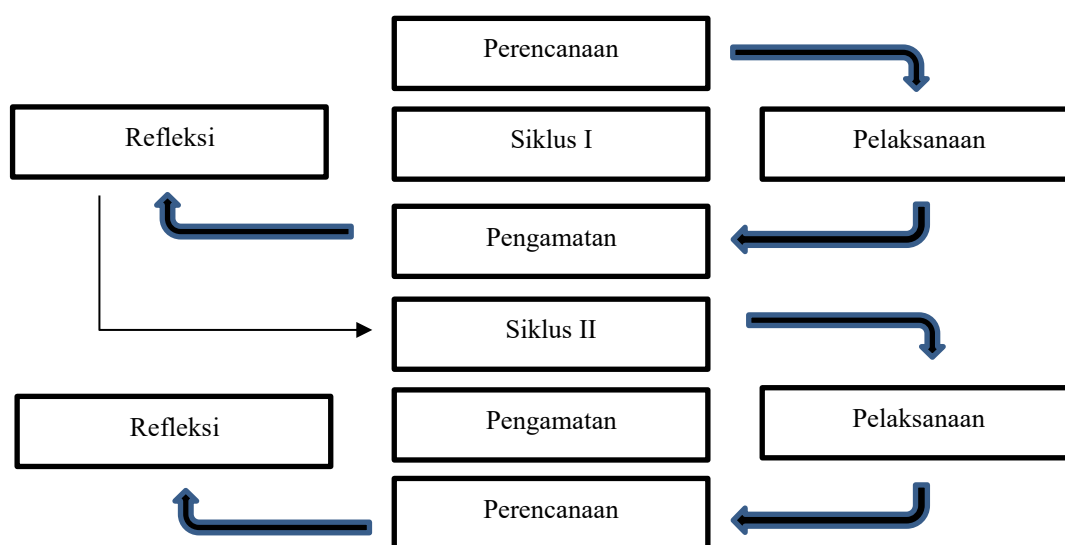 Perencanaan
Refleksi
Siklus I
Pelaksanaan
Pengamatan
Siklus II
Refleksi
Pengamatan
Pelaksanaan
Perencanaan